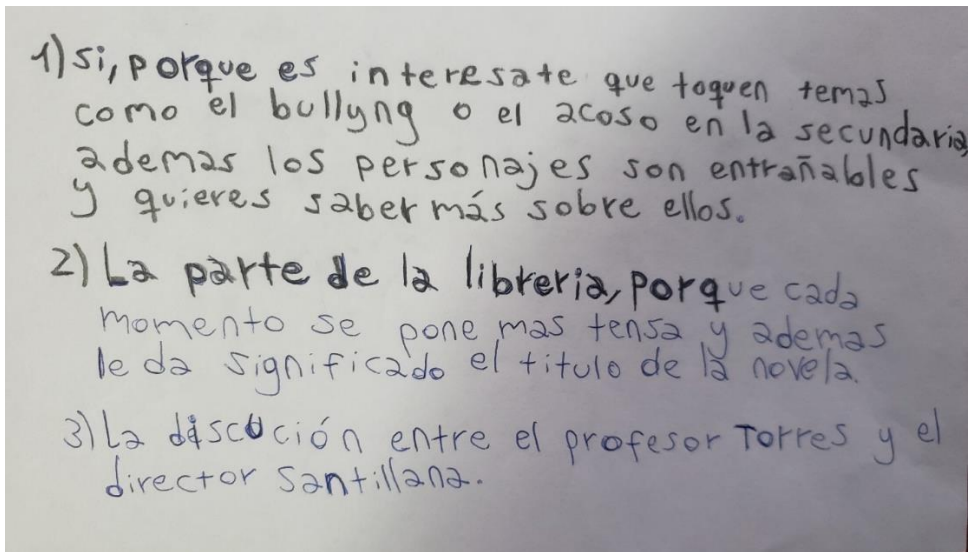 1) si, porque es interesate que toquen temas
como el bullyng o el acoso en la secundaria,
ademas los personajes son entrañables
y quieres saber más sobre ellos.
2) La parte de la libreria, porque cada
momento se pone mas tensa y ademas
le da significado el titulo de la novela.
3) La discución entre el profesor Torres y el
director Santillana.